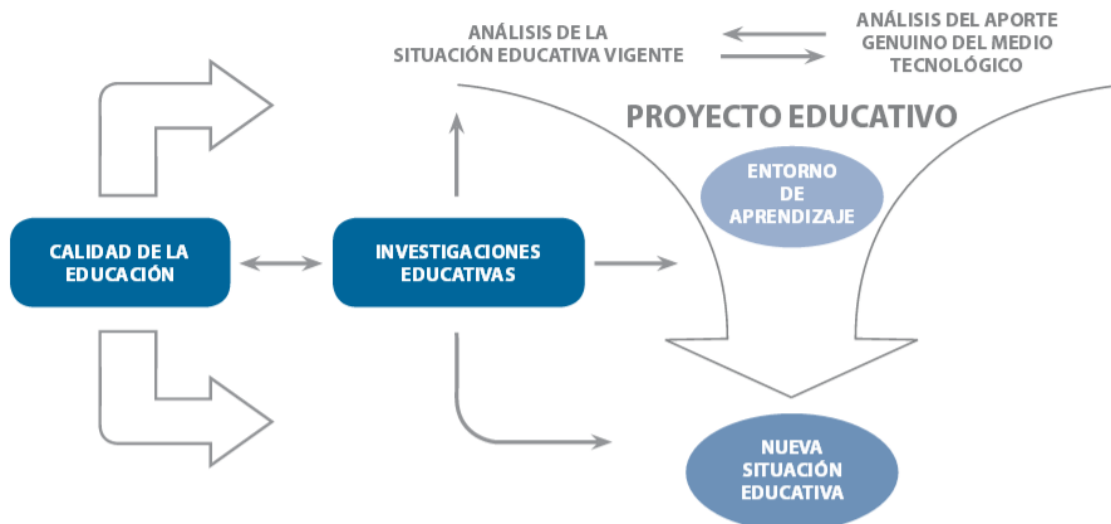 ANÁLISIS DE LA
SITUACIÓN EDUCATIVA VIGENTE
ANÁLISIS DEL APORTE
GENUINO DEL MEDIO
TECNOLÓGICO
PROYECTO EDUCATIVO
ENTORNO
DE
APRENDIZAJE
CALIDAD DE LA
EDUCACIÓN
INVESTIGACIONES
EDUCATIVAS
NUEVA
SITUACIÓN
EDUCATIVA